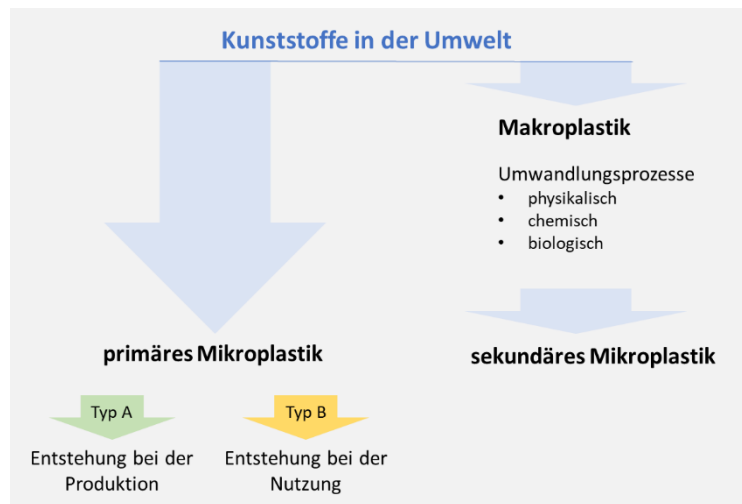 Kunststoffe in der Umwelt
Makroplastik
Umwandlungsprozesse
• physikalisch
• chemisch
• biologisch
primäres Mikroplastik
sekundäres Mikroplastik
Typ A
Typ B
Entstehung bei der
Produktion
Entstehung bei der
Nutzung